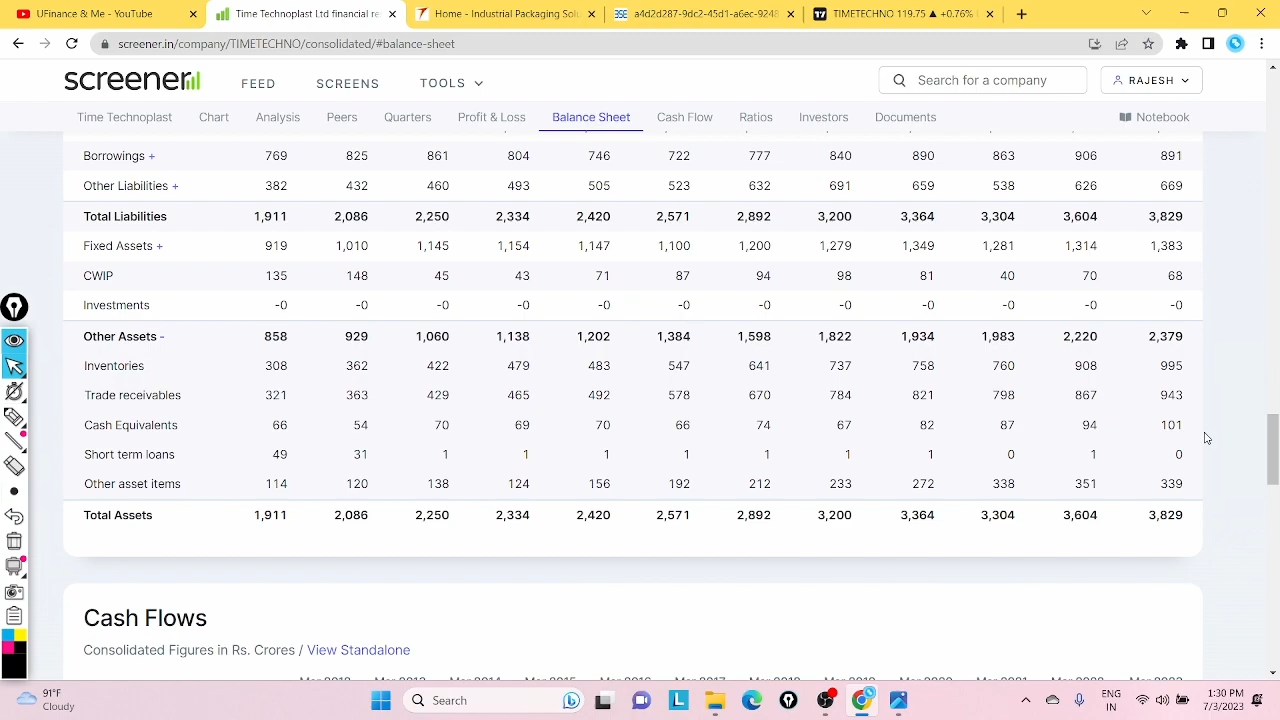 UFinance & Me - YouTube
Time Technoplast Ltd financial re
Home - Industrial Packaging Solu
a4d2d287-9dc2-45d1-a6ec-9248
TIMETECHNO 119.75 ▲ +0.76%
screener.in/company/TIMETECHNO/consolidated/#balance-sheet
screener
FEED SCREENS TOOLS
Search for a company
RAJESH
Time Technoplast Chart Analysis Peers Quarters Profit & Loss Balance Sheet Cash Flow Ratios Investors Documents Notebook
Borrowings + 769 825 861 804 746 722 777 840 890 863 906 891
Other Liabilities + 382 432 460 493 505 523 632 691 659 538 626 669
Total Liabilities 1,911 2,086 2,250 2,334 2,420 2,571 2,892 3,200 3,364 3,304 3,604 3,829
Fixed Assets + 919 1,010 1,145 1,154 1,147 1,100 1,200 1,279 1,349 1,281 1,314 1,383
CWIP 135 148 45 43 71 87 94 98 81 40 70 68
Investments -0 -0 -0 -0 -0 -0 -0 -0 -0 -0 -0 -0
Other Assets - 858 929 1,060 1,138 1,202 1,384 1,598 1,822 1,934 1,983 2,220 2,379
Inventories 308 362 422 479 483 547 641 737 758 760 908 995
Trade receivables 321 363 429 465 492 578 670 784 821 798 867 943
Cash Equivalents 66 54 70 69 70 66 74 67 82 87 94 101
Short term loans 49 31 1 1 1 1 1 1 1 0 1 0
Other asset items 114 120 138 124 156 192 212 233 272 338 351 339
Total Assets 1,911 2,086 2,250 2,334 2,420 2,571 2,892 3,200 3,364 3,304 3,604 3,829
Cash Flows
Consolidated Figures in Rs. Crores / View Standalone
91°F
Cloudy
Search
ENG
IN
1:30 PM
7/3/2023